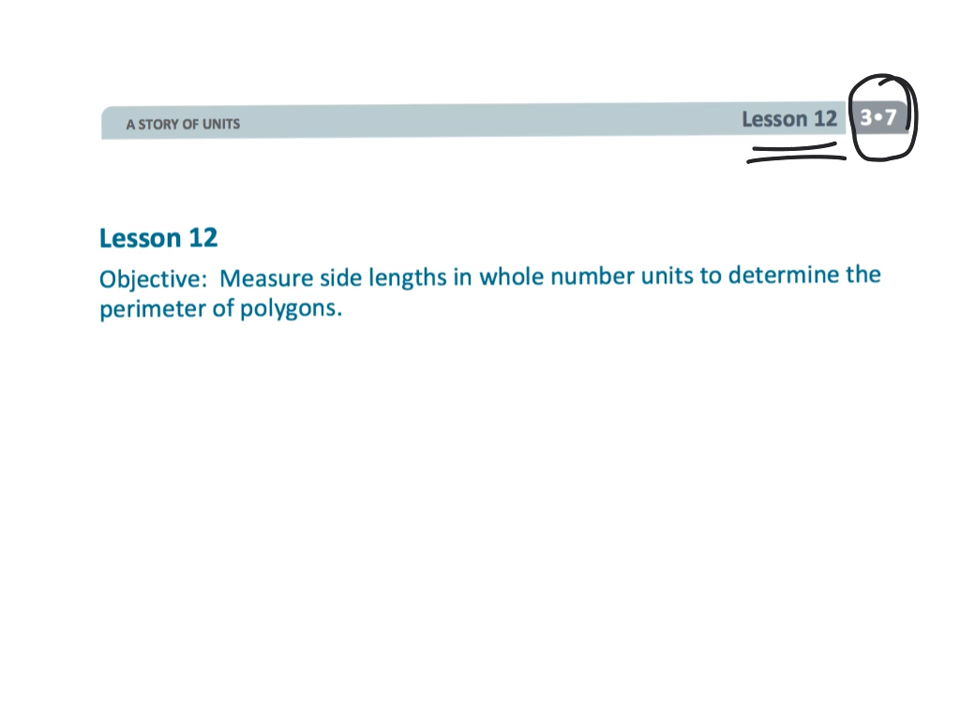 A STORY OF UNITS
Lesson 12 3•7
Lesson 12
Objective: Measure side lengths in whole number units to determine the
perimeter of polygons.